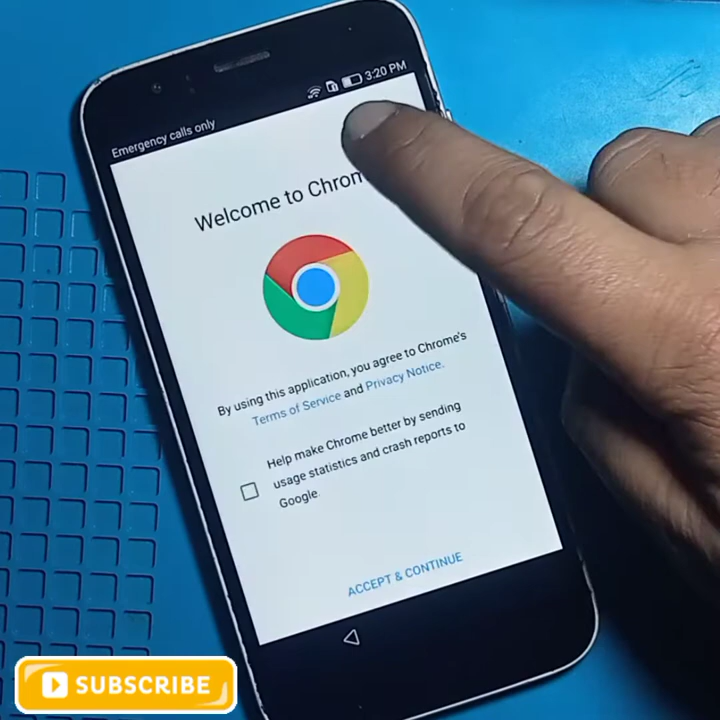 Emergency calls only 3:20 PM
Welcome to Chrom
By using this application, you agree to Chrome's
Terms of Service and Privacy Notice.
Help make Chrome better by sending
usage statistics and crash reports to
Google.
ACCEPT & CONTINUE
SUBSCRIBE